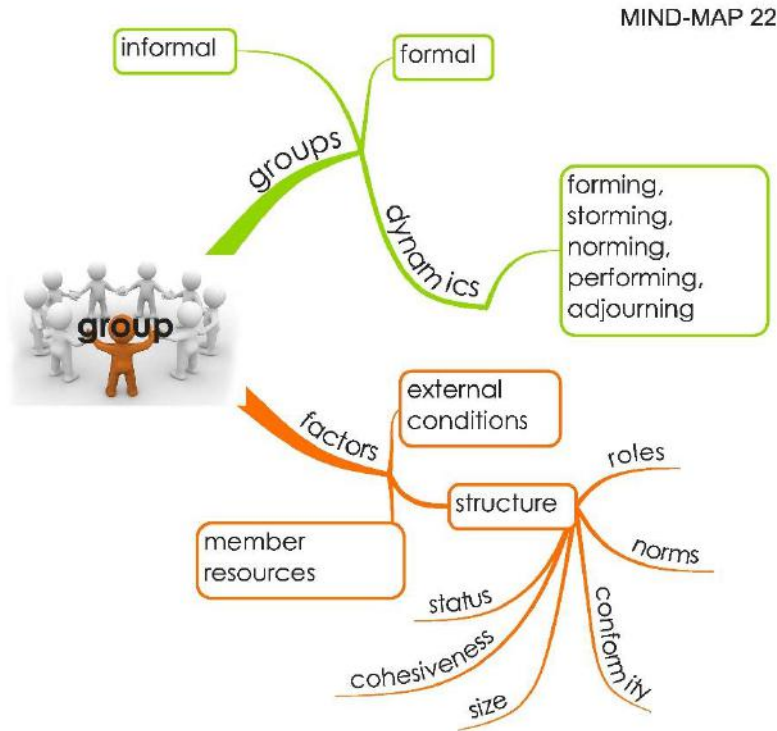 MIND-MAP 22
informal
formal
groups
dynamics
forming,
storming,
norming,
performing,
adjourning
group
factors
external
conditions
structure
member
resources
roles
norms
conformity
status
cohesiveness
size